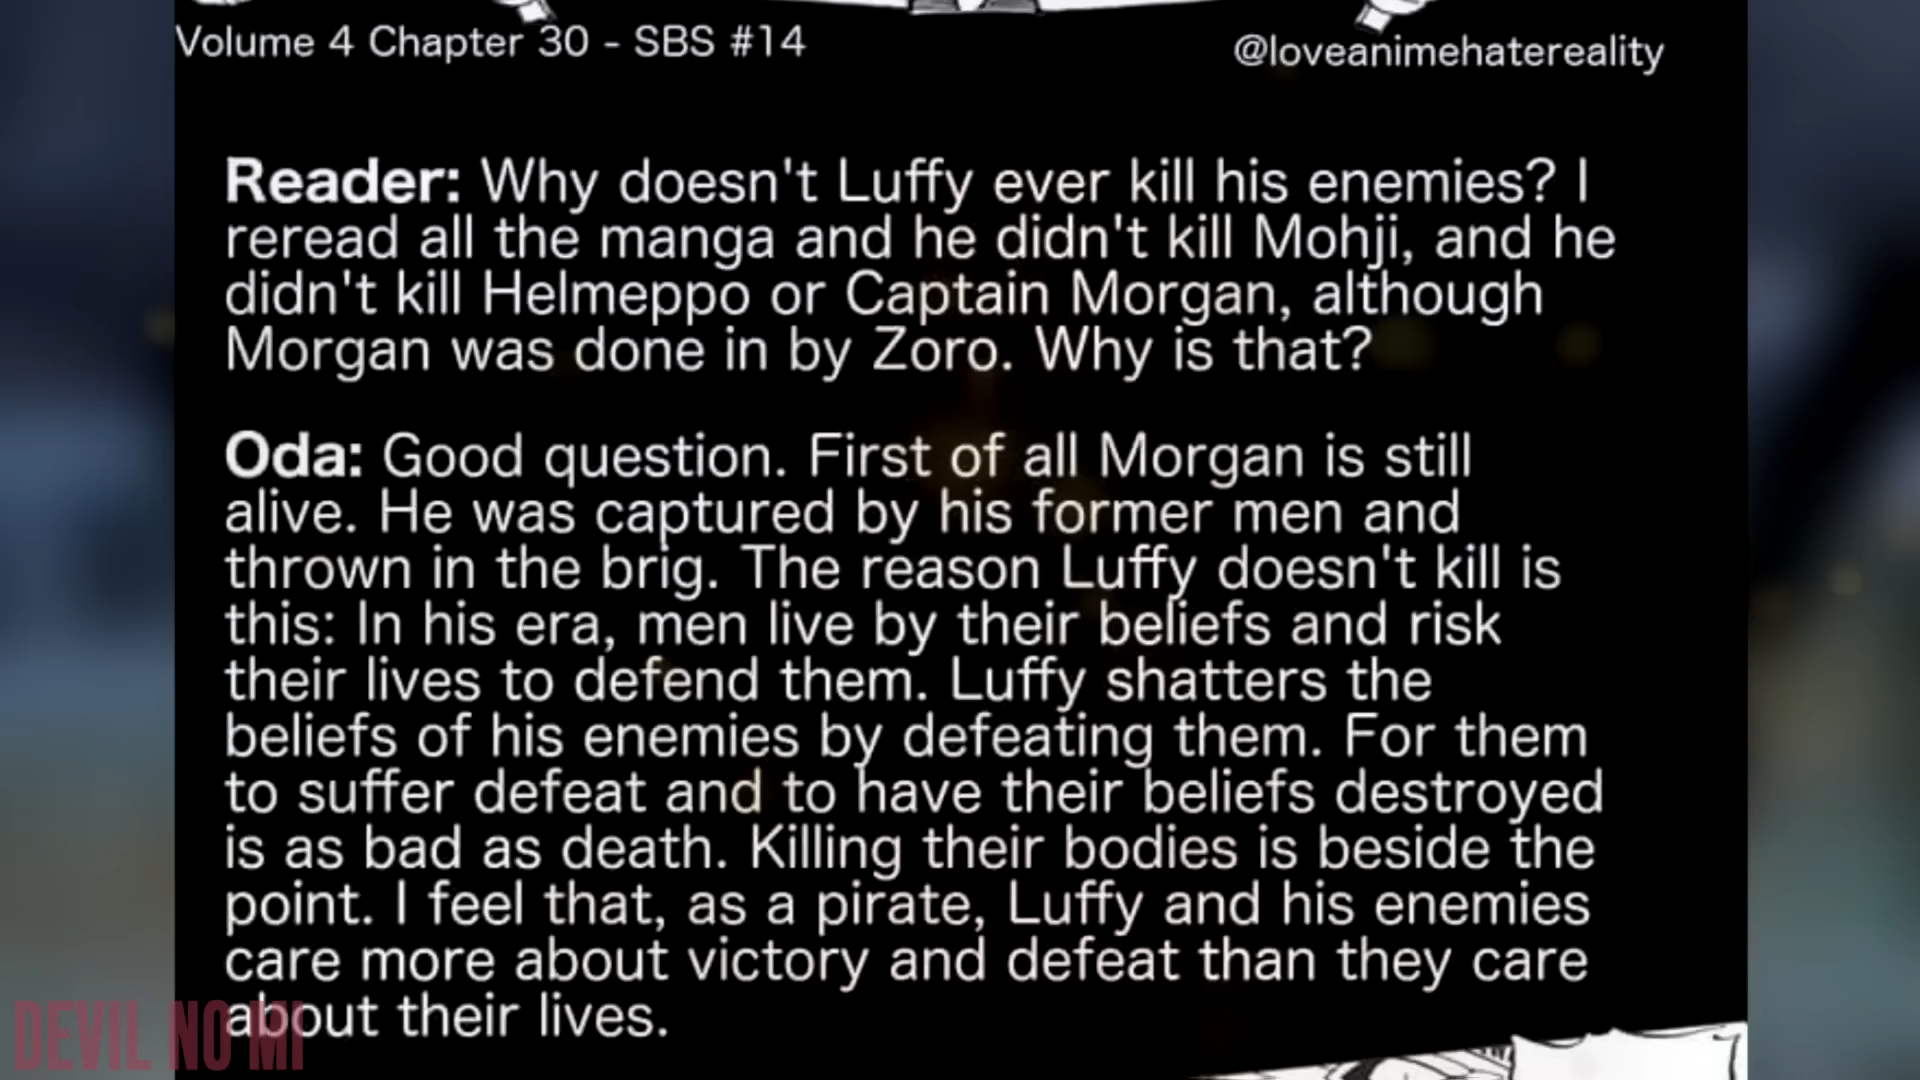 Volume 4 Chapter 30 - SBS #14
@loveanimehatereality
Reader: Why doesn't Luffy ever kill his enemies? I
reread all the manga and he didn't kill Mohji, and he
didn't kill Helmeppo or Captain Morgan, although
Morgan was done in by Zoro. Why is that?
Oda: Good question. First of all Morgan is still
alive. He was captured by his former men and
thrown in the brig. The reason Luffy doesn't kill is
this: In his era, men live by their beliefs and risk
their lives to defend them. Luffy shatters the
beliefs of his enemies by defeating them. For them
to suffer defeat and to have their beliefs destroyed
is as bad as death. Killing their bodies is beside the
point. I feel that, as a pirate, Luffy and his enemies
care more about victory and defeat than they care
about their lives.
DEVIL NO MI